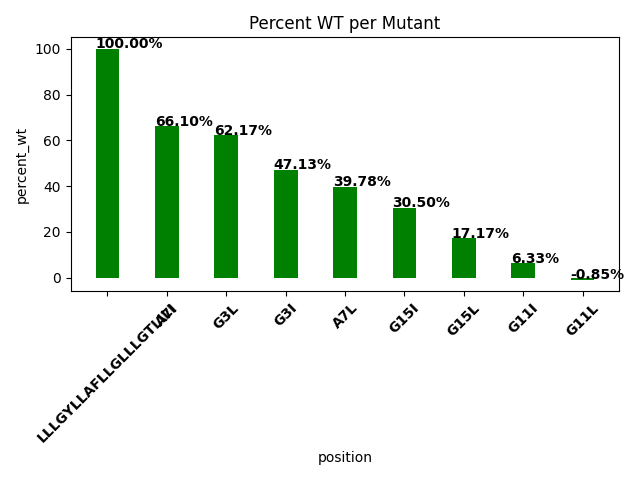 Percent WT per Mutant
100.00%
66.10%
62.17%
47.13%
39.78%
30.50%
17.17%
6.33%
-0.85%
percent_wt
100
80
60
40
20
0
A7I
G3L
G3I
A7L
G15I
G15L
G11I
G11L
position